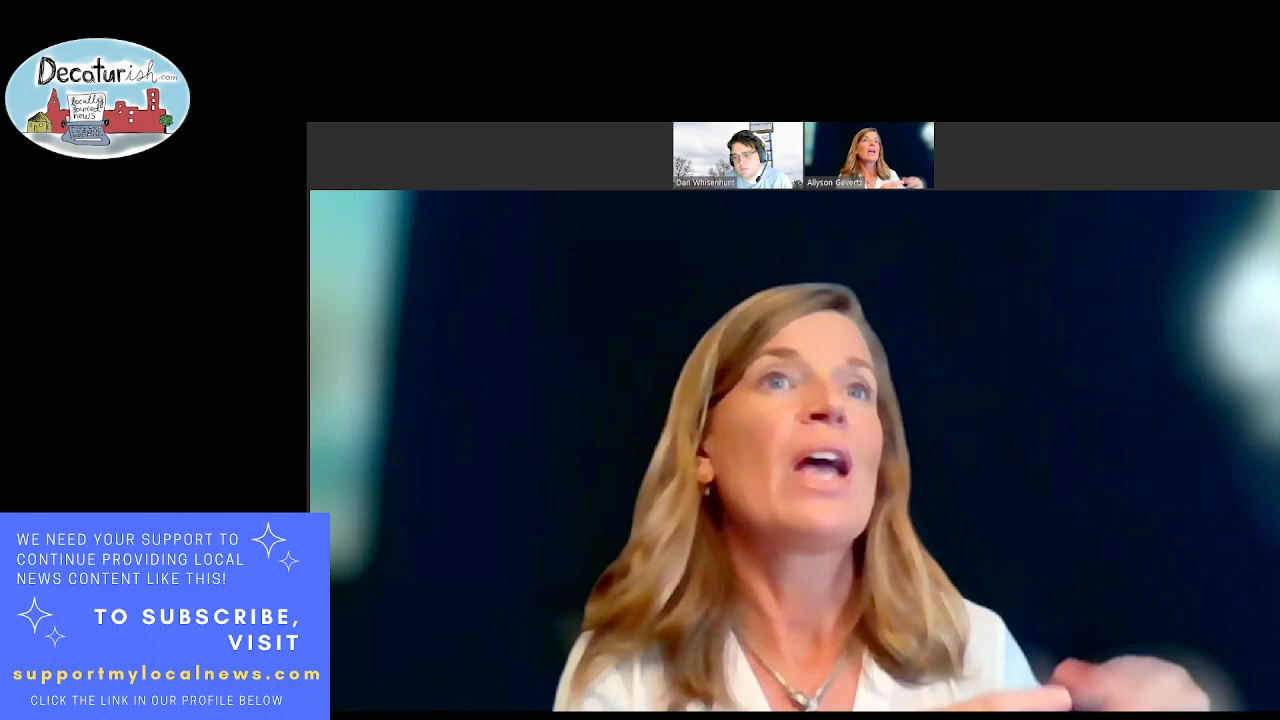 Decaturish.com
locally
sourced
news
Dan Whisenhunt
Allyson Gevertz
WE NEED YOUR SUPPORT TO
CONTINUE PROVIDING LOCAL
NEWS CONTENT LIKE THIS!
TO SUBSCRIBE,
VISIT
supportmylocalnews.com
CLICK THE LINK IN OUR PROFILE BELOW